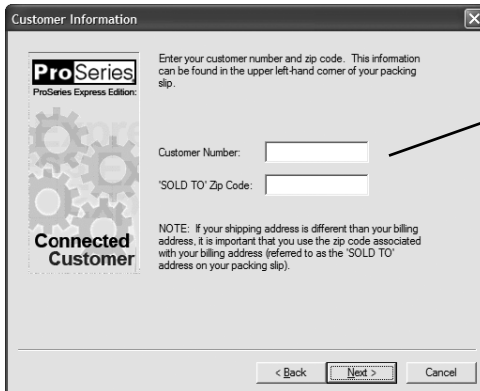 Customer Information
ProSeries
ProSeries Express Edition:
Connected
Customer
Enter your customer number and zip code. This information
can be found in the upper left-hand corner of your packing
slip.
Customer Number:
'SOLD TO' Zip Code:
NOTE: If your shipping address is different than your billing
address, it is important that you use the zip code associated
with your billing address (referred to as the 'SOLD TO'
address on your packing slip).
< Back
Next >
Cancel